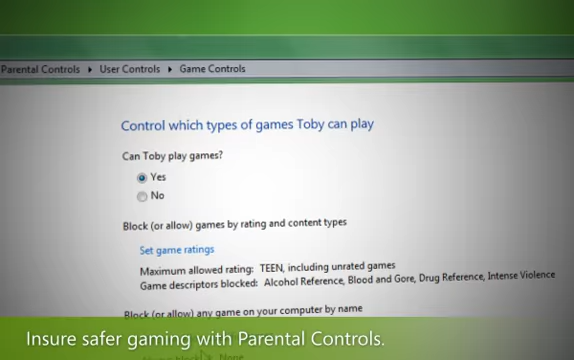 Parental Controls ▸ User Controls ▸ Game Controls
Control which types of games Toby can play
Can Toby play games?
Yes
No
Block (or allow) games by rating and content types
Set game ratings
Maximum allowed rating: TEEN, including unrated games
Game descriptors blocked: Alcohol Reference, Blood and Gore, Drug Reference, Intense Violence
Block (or allow) any game on your computer by name
Insure safer gaming with Parental Controls.
None